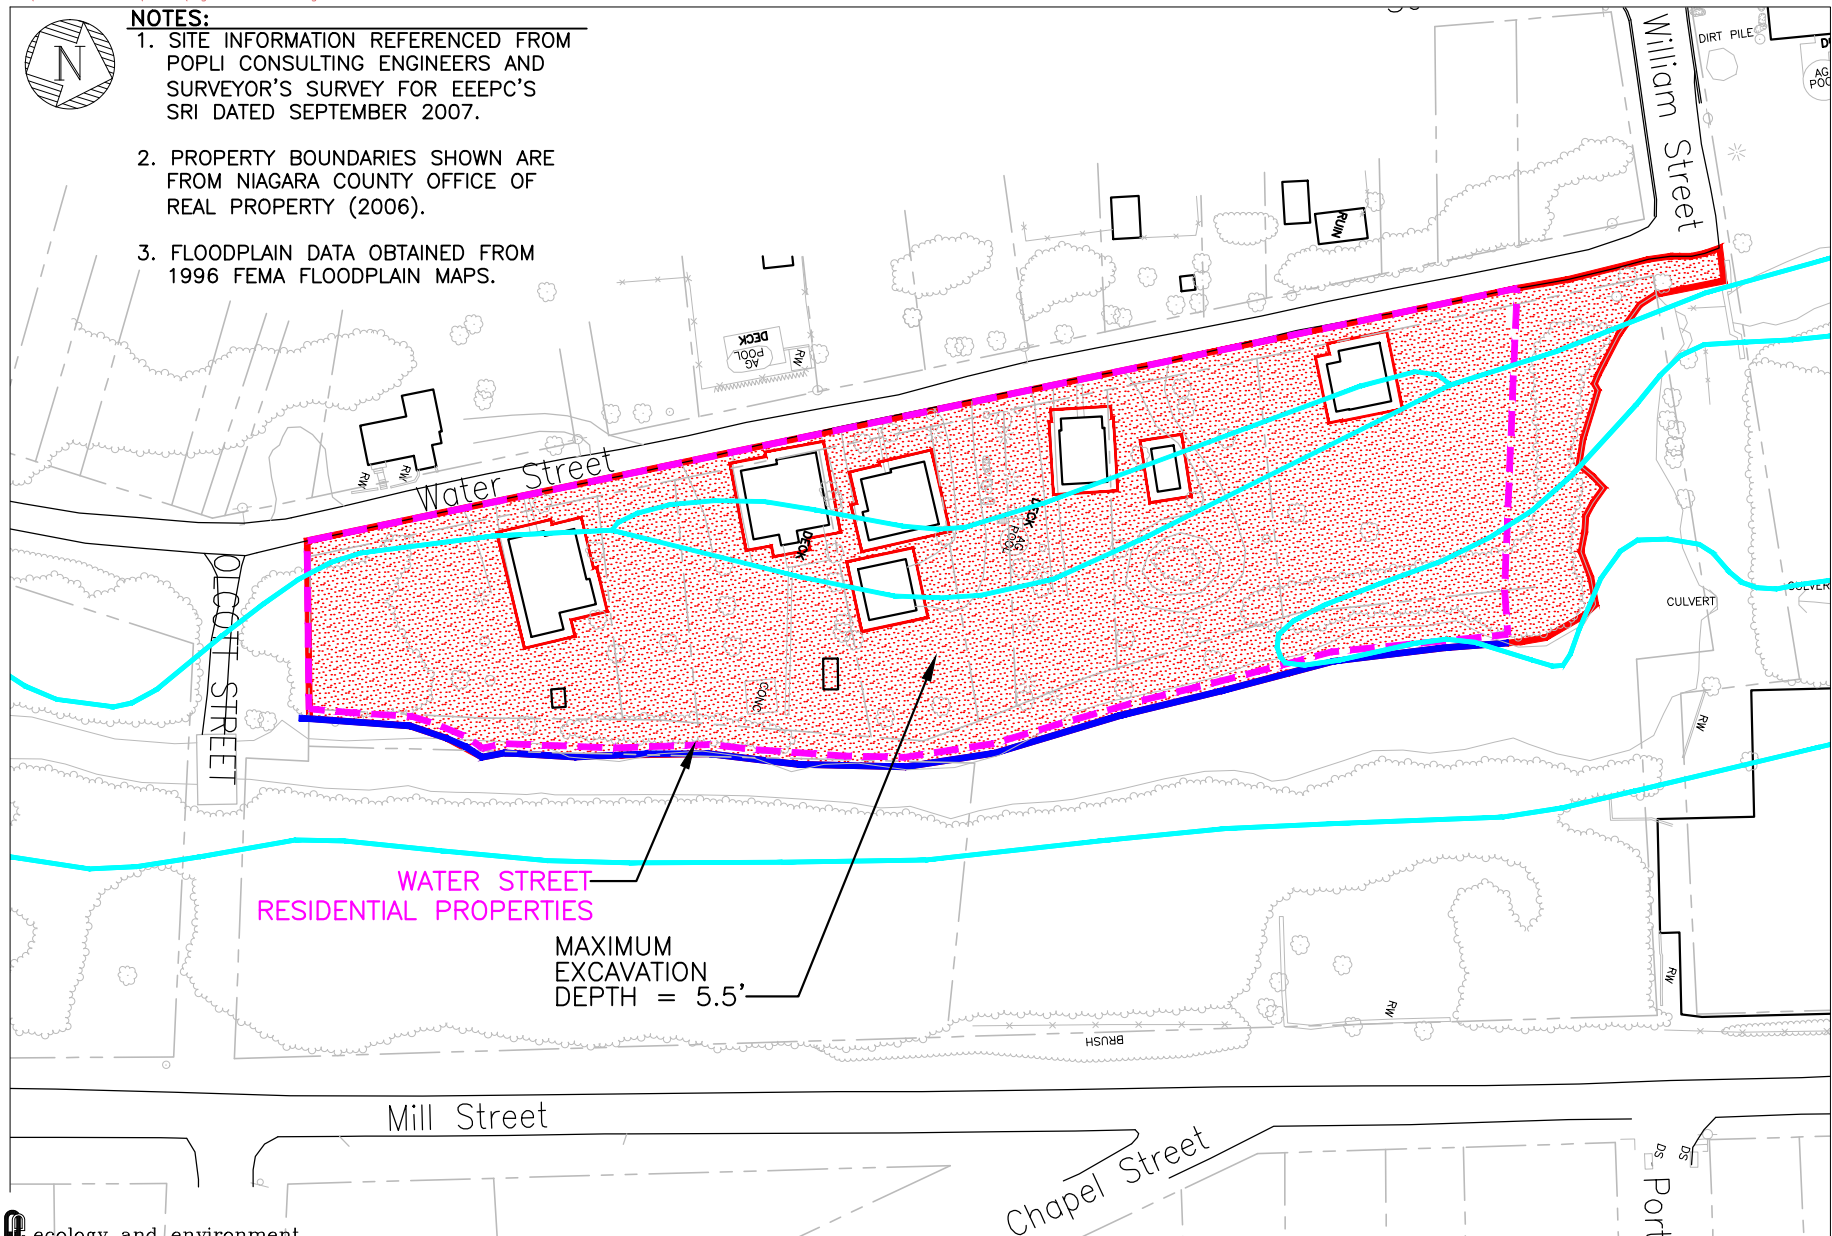 NOTES:
1. SITE INFORMATION REFERENCED FROM
POPLI CONSULTING ENGINEERS AND
SURVEYOR'S SURVEY FOR EEEPC'S
SRI DATED SEPTEMBER 2007.
2. PROPERTY BOUNDARIES SHOWN ARE
FROM NIAGARA COUNTY OFFICE OF
REAL PROPERTY (2006).
3. FLOODPLAIN DATA OBTAINED FROM
1996 FEMA FLOODPLAIN MAPS.
N
William Street
DIRT PILE
AG
RUIN
DECK
AG
POOL
RW
RW
RW
Water Street
OLCOTT STREET
DECK
DECK
AG
POOL
CONC
CULVERT
RW
WATER STREET
RESIDENTIAL PROPERTIES
MAXIMUM
EXCAVATION
DEPTH = 5.5'
RW
RW
BRUSH
Mill Street
Chapel Street
DS
DS
Port
ecology and environment